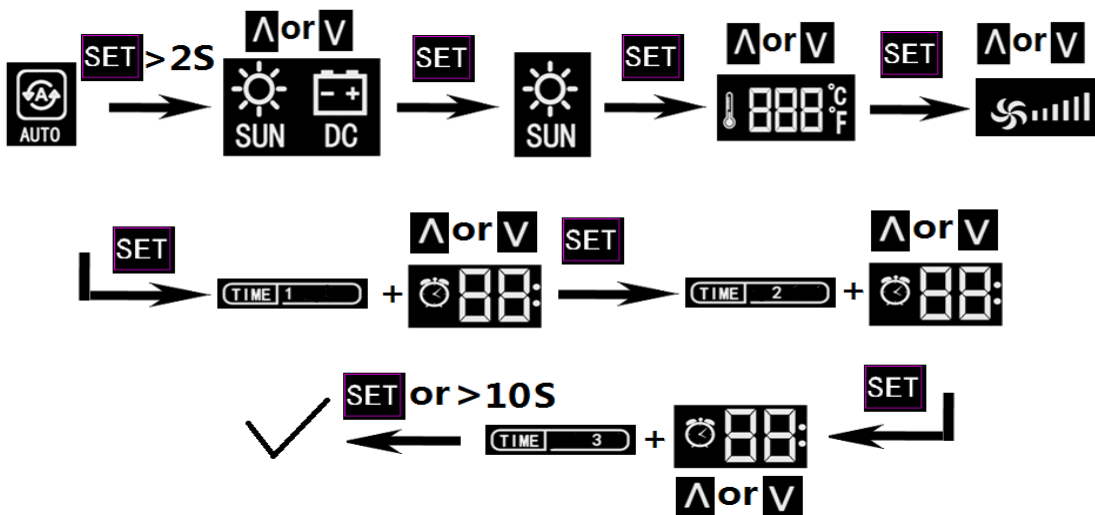 Λ or V Λ or V Λ or V
SET >2S SET SET SET
A
AUTO
SUN DC
SUN
888 °C °F
Λ or V Λ or V
SET SET
TIME 1 + 88: TIME 2 + 88:
SET or >10S SET
TIME 3 + 88:
Λ or V